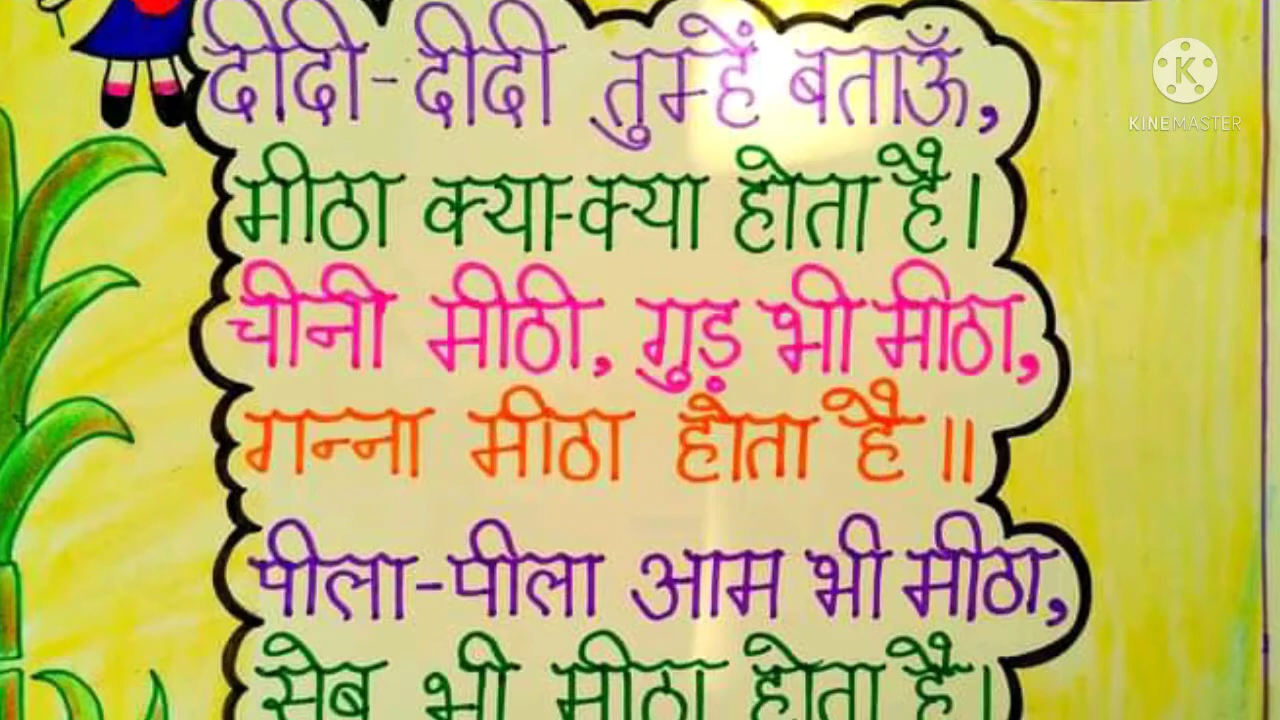 दीदी-दीदी तुम्हें बताऊँ,
मीठा क्या-क्या होता है।
चीनी मीठी, गुड़ भी मीठा,
गन्ना मीठा होता है॥
पीला-पीला आम भी मीठा,
सेब भी मीठा होता है।
K
KINEMASTER